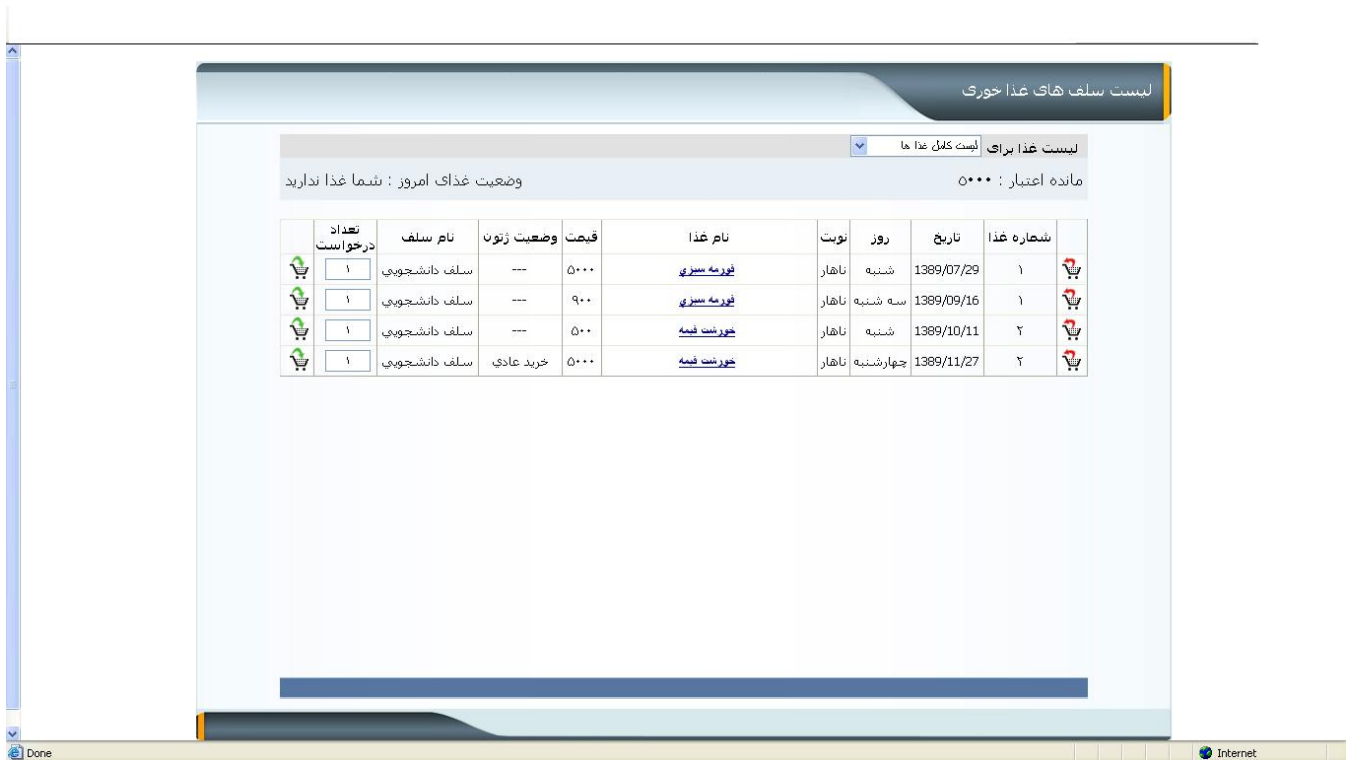 لیست سلف های غذا خوری
لیست غذا برای لیست کامل غذا ها
مانده اعتبار : ۵۰۰۰ وضعیت غذای امروز : شما غذا ندارید
شماره غذا تاریخ روز نوبت نام غذا قیمت وضعیت ژتون نام سلف تعداد درخواست
۱ 1389/07/29 شنبه ناهار قورمه سبزي ۵۰۰۰ --- سلف دانشجويي ۱
۱ 1389/09/16 سه شنبه ناهار قورمه سبزي ۹۰۰ --- سلف دانشجويي ۱
۲ 1389/10/11 شنبه ناهار خورشت قیمه ۵۰۰ --- سلف دانشجويي ۱
۲ 1389/11/27 چهارشنبه ناهار خورشت قیمه ۵۰۰۰ خرید عادي سلف دانشجويي ۱
Done Internet